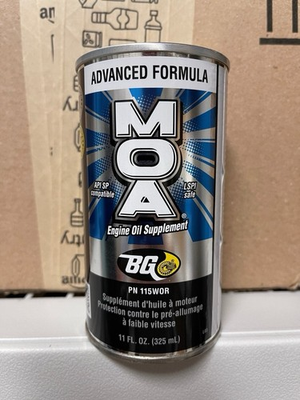 ADVANCED FORMULA
MOA®
API SP
compatible
LSPI
safe
Engine Oil Supplement
BG
PN 115WOR
Supplément d'huile à moteur
Protection contre le pré-allumage
à faible vitesse
11 FL. OZ. (325 mL)
try